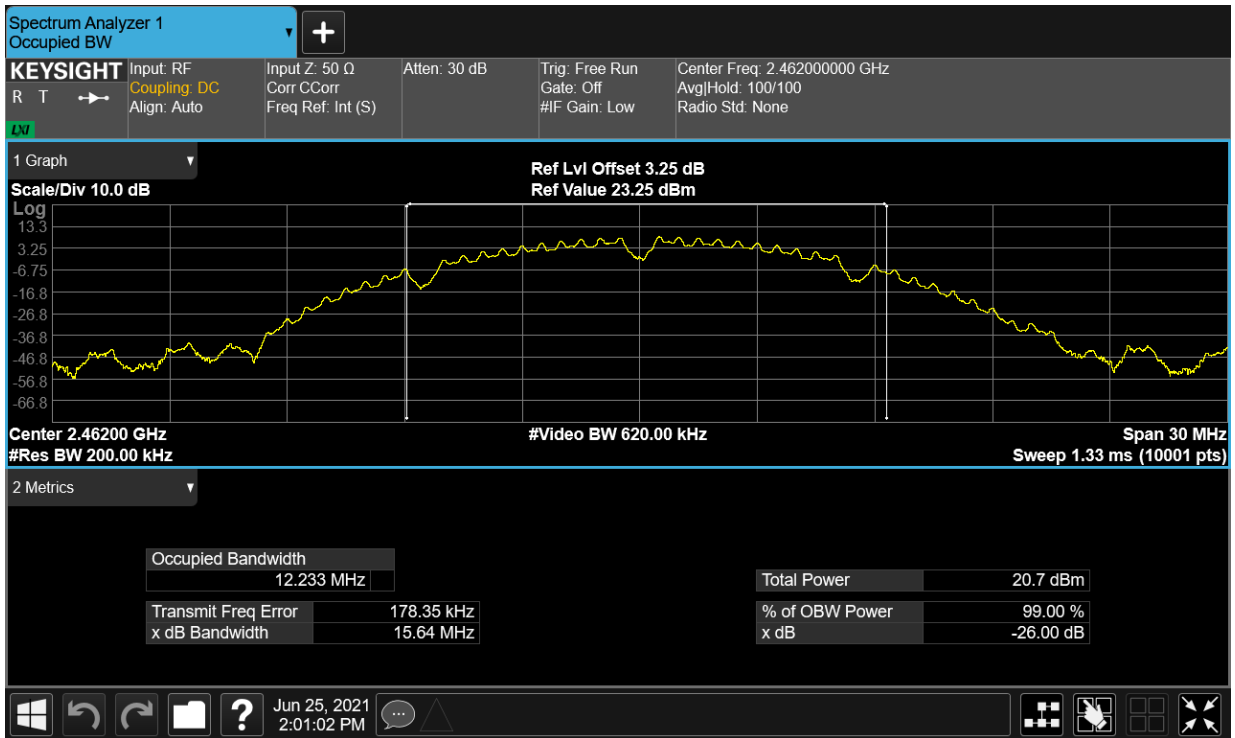 Spectrum Analyzer 1
Occupied BW
KEYSIGHT
R T
LXI
Input: RF
Coupling: DC
Align: Auto
Input Z: 50 Ω
Corr CCorr
Freq Ref: Int (S)
Atten: 30 dB
Trig: Free Run
Gate: Off
#IF Gain: Low
Center Freq: 2.462000000 GHz
Avg|Hold: 100/100
Radio Std: None
1 Graph
Scale/Div 10.0 dB
Ref Lvl Offset 3.25 dB
Ref Value 23.25 dBm
Log
13.3
3.25
-6.75
-16.8
-26.8
-36.8
-46.8
-56.8
-66.8
Center 2.46200 GHz
#Video BW 620.00 kHz
Span 30 MHz
#Res BW 200.00 kHz
Sweep 1.33 ms (10001 pts)
2 Metrics
Occupied Bandwidth
12.233 MHz
Total Power 20.7 dBm
Transmit Freq Error 178.35 kHz
% of OBW Power 99.00 %
x dB Bandwidth 15.64 MHz
x dB -26.00 dB
?
Jun 25, 2021
2:01:02 PM